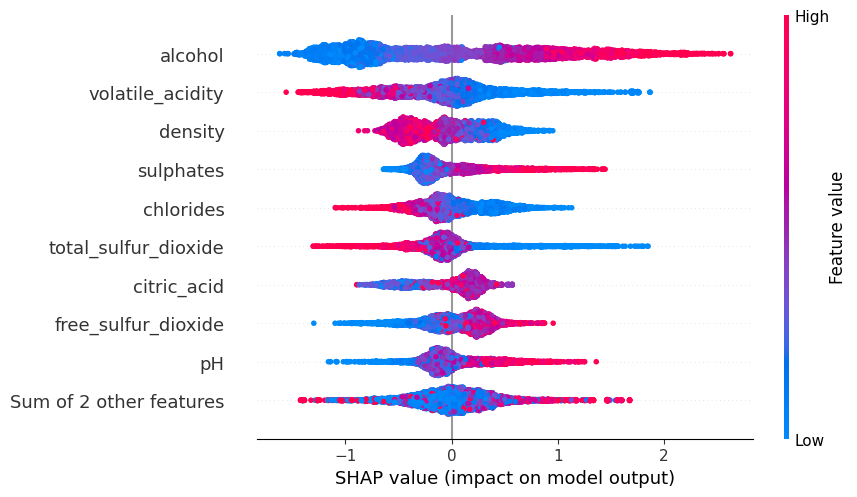 High
alcohol
volatile_acidity
density
sulphates
chlorides
total_sulfur_dioxide
citric_acid
free_sulfur_dioxide
pH
Sum of 2 other features
Feature value
Low
−1
0
1
2
SHAP value (impact on model output)